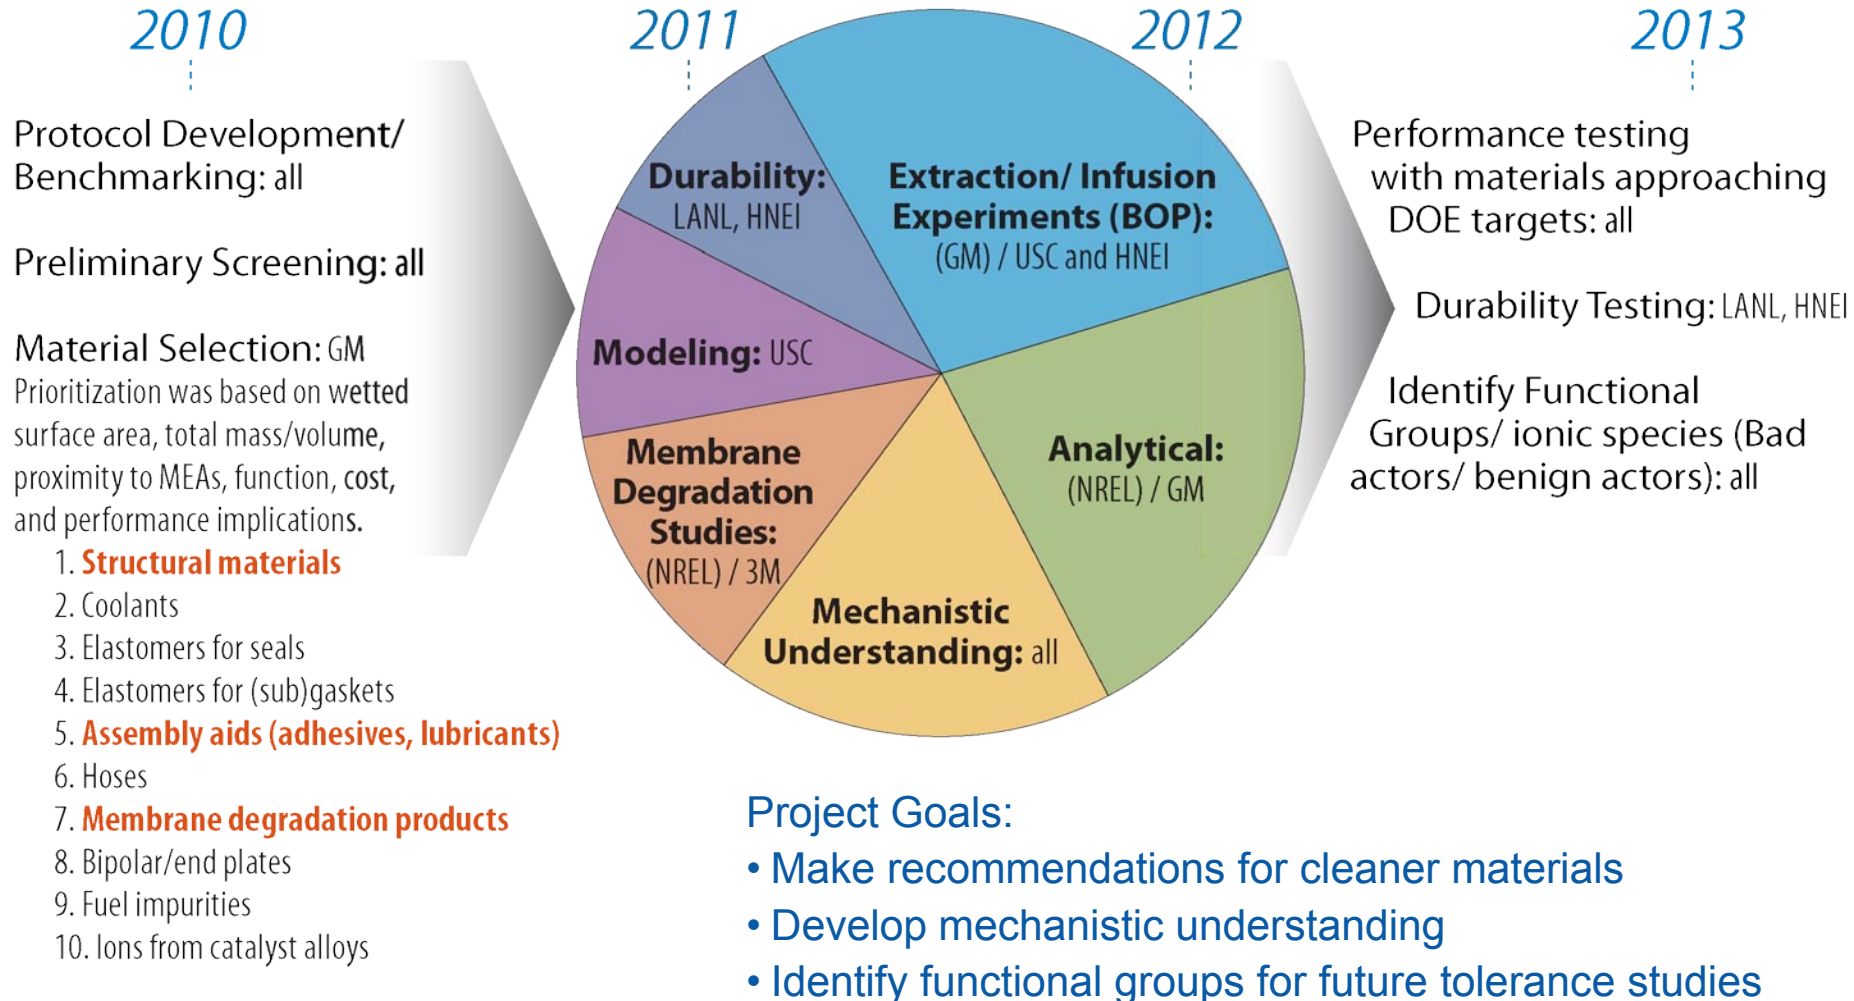 2010
2011
2012
2013
Protocol Development/
Benchmarking: all
Preliminary Screening: all
Material Selection: GM
Prioritization was based on wetted
surface area, total mass/volume,
proximity to MEAs, function, cost,
and performance implications.
1. Structural materials
2. Coolants
3. Elastomers for seals
4. Elastomers for (sub)gaskets
5. Assembly aids (adhesives, lubricants)
6. Hoses
7. Membrane degradation products
8. Bipolar/end plates
9. Fuel impurities
10. Ions from catalyst alloys
Durability:
LANL, HNEI
Extraction/ Infusion
Experiments (BOP):
(GM) / USC and HNEI
Modeling: USC
Membrane
Degradation
Studies:
(NREL) / 3M
Analytical:
(NREL) / GM
Mechanistic
Understanding: all
Performance testing
with materials approaching
DOE targets: all
Durability Testing: LANL, HNEI
Identify Functional
Groups/ ionic species (Bad
actors/ benign actors): all
Project Goals:
• Make recommendations for cleaner materials
• Develop mechanistic understanding
• Identify functional groups for future tolerance studies